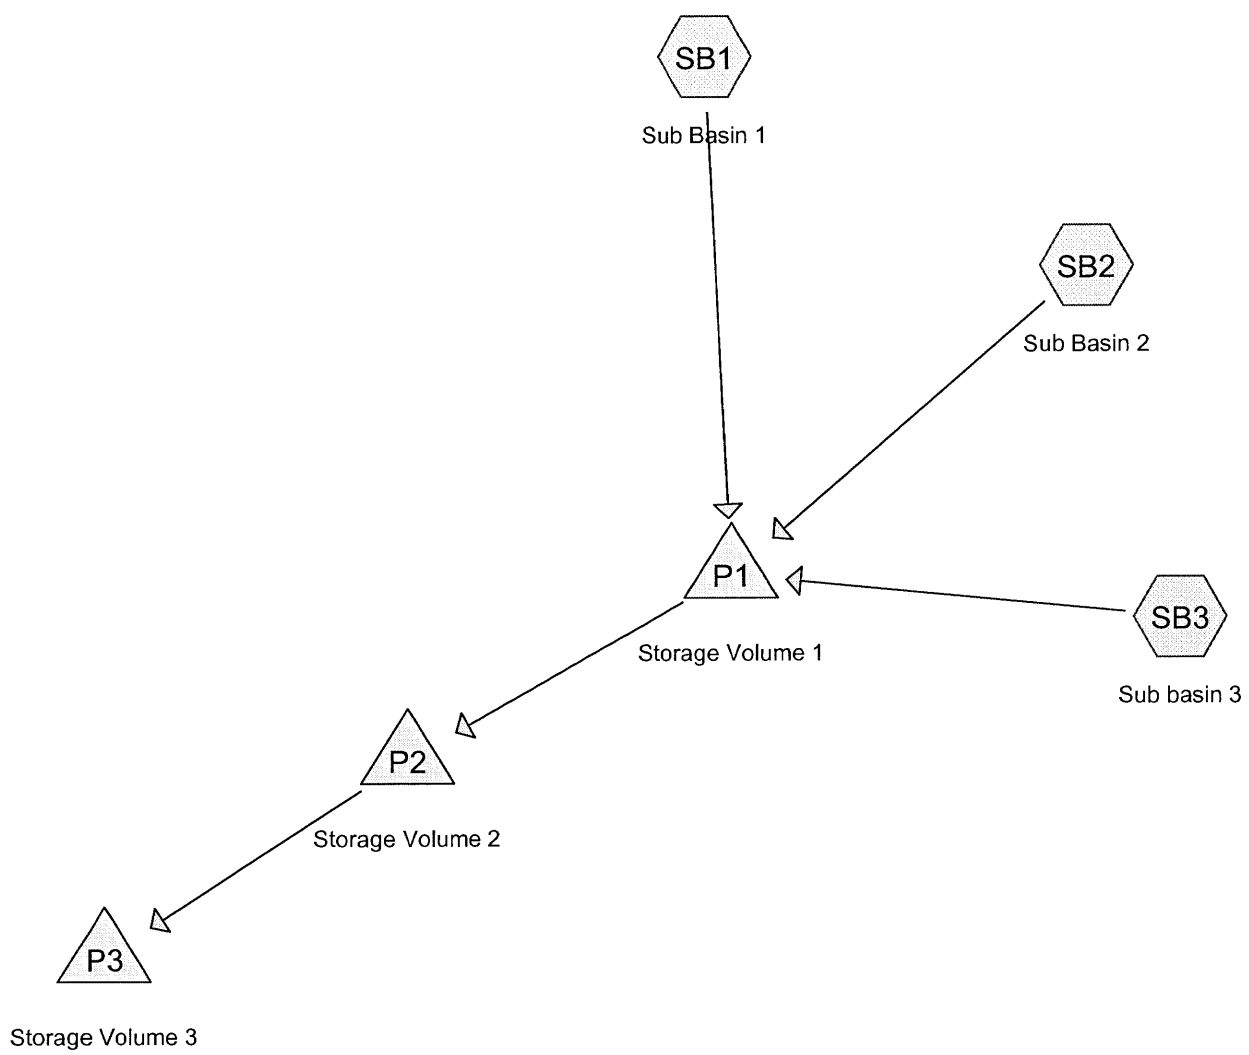 SB1
Sub Basin 1
SB2
Sub Basin 2
P1
Storage Volume 1
SB3
Sub basin 3
P2
Storage Volume 2
P3
Storage Volume 3